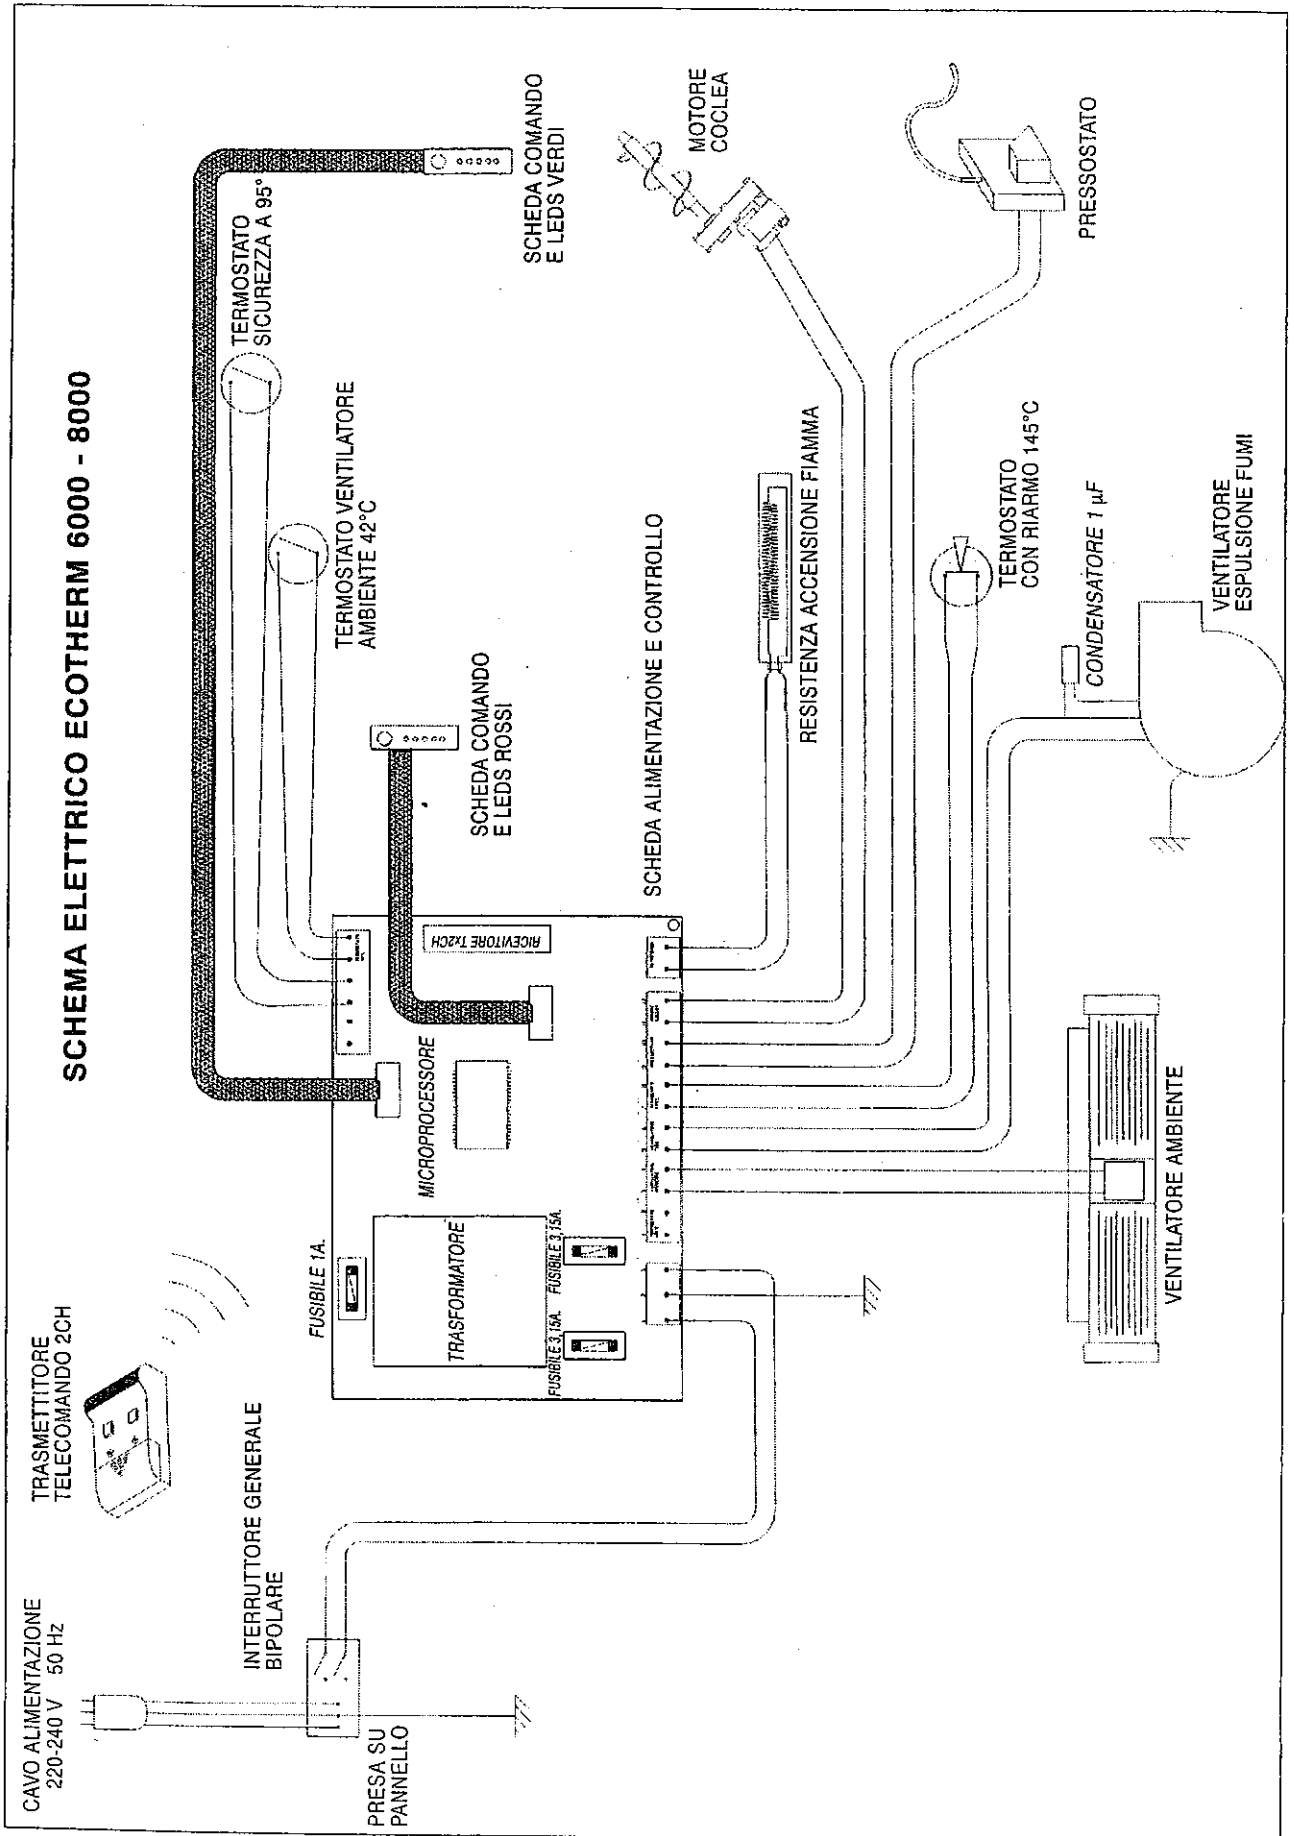 SCHEMA ELETTRICO ECOTHERM 6000 - 8000
CAVO ALIMENTAZIONE
220-240 V 50 Hz
TRASMETTITORE
TELECOMANDO 2CH
INTERRUTTORE GENERALE
BIPOLARE
PRESA SU
PANNELLO
FUSIBILE 1A.
TRASFORMATORE
FUSIBILE 3,15A.
FUSIBILE 3,15A.
MICROPROCESSORE
RICEVITORE Tx2CH
SCHEDA ALIMENTAZIONE E CONTROLLO
SCHEDA COMANDO
E LEDS ROSSI
TERMOSTATO VENTILATORE
AMBIENTE 42°C
TERMOSTATO
SICUREZZA A 95°
SCHEDA COMANDO
E LEDS VERDI
MOTORE
COCLEA
PRESSOSTATO
RESISTENZA ACCENSIONE FIAMMA
TERMOSTATO
CON RIARMO 145°C
CONDENSATORE 1 µF
VENTILATORE
ESPULSIONE FUMI
VENTILATORE AMBIENTE